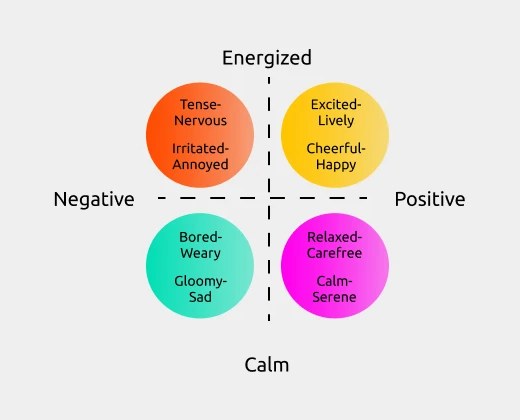 Energized
Tense-
Nervous
Irritated-
Annoyed
Excited-
Lively
Cheerful-
Happy
Negative
Positive
Bored-
Weary
Gloomy-
Sad
Relaxed-
Carefree
Calm-
Serene
Calm